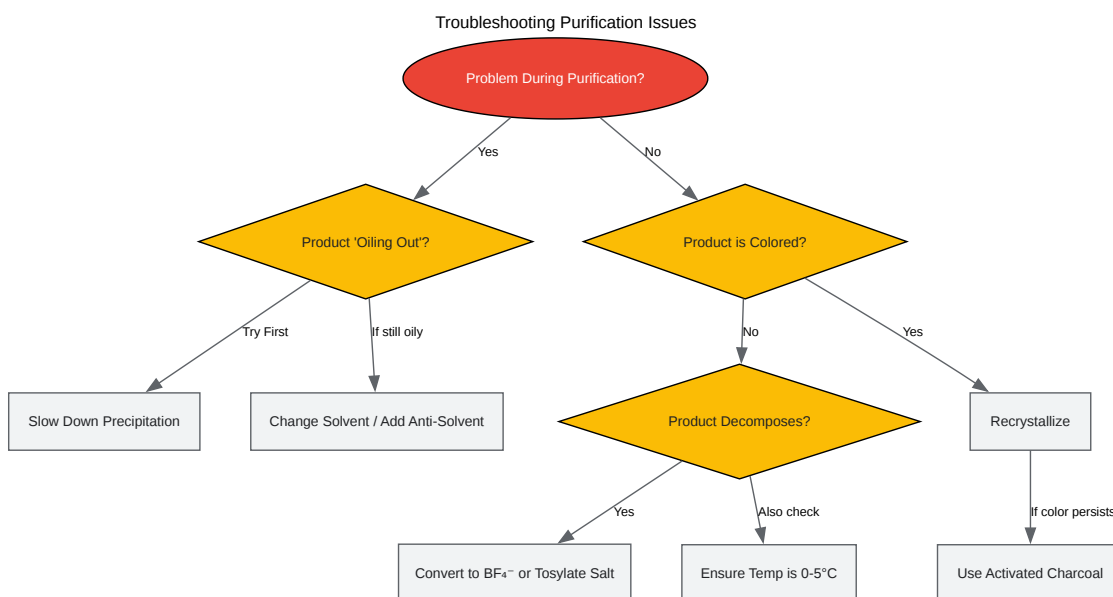 Troubleshooting Purification Issues
Problem During Purification?
Yes
No
Product 'Oiling Out'?
Product is Colored?
Try First
If still oily
No
Yes
Slow Down Precipitation
Change Solvent / Add Anti-Solvent
Product Decomposes?
Recrystallize
Yes
Also check
If color persists
Convert to BF₄⁻ or Tosylate Salt
Ensure Temp is 0-5°C
Use Activated Charcoal